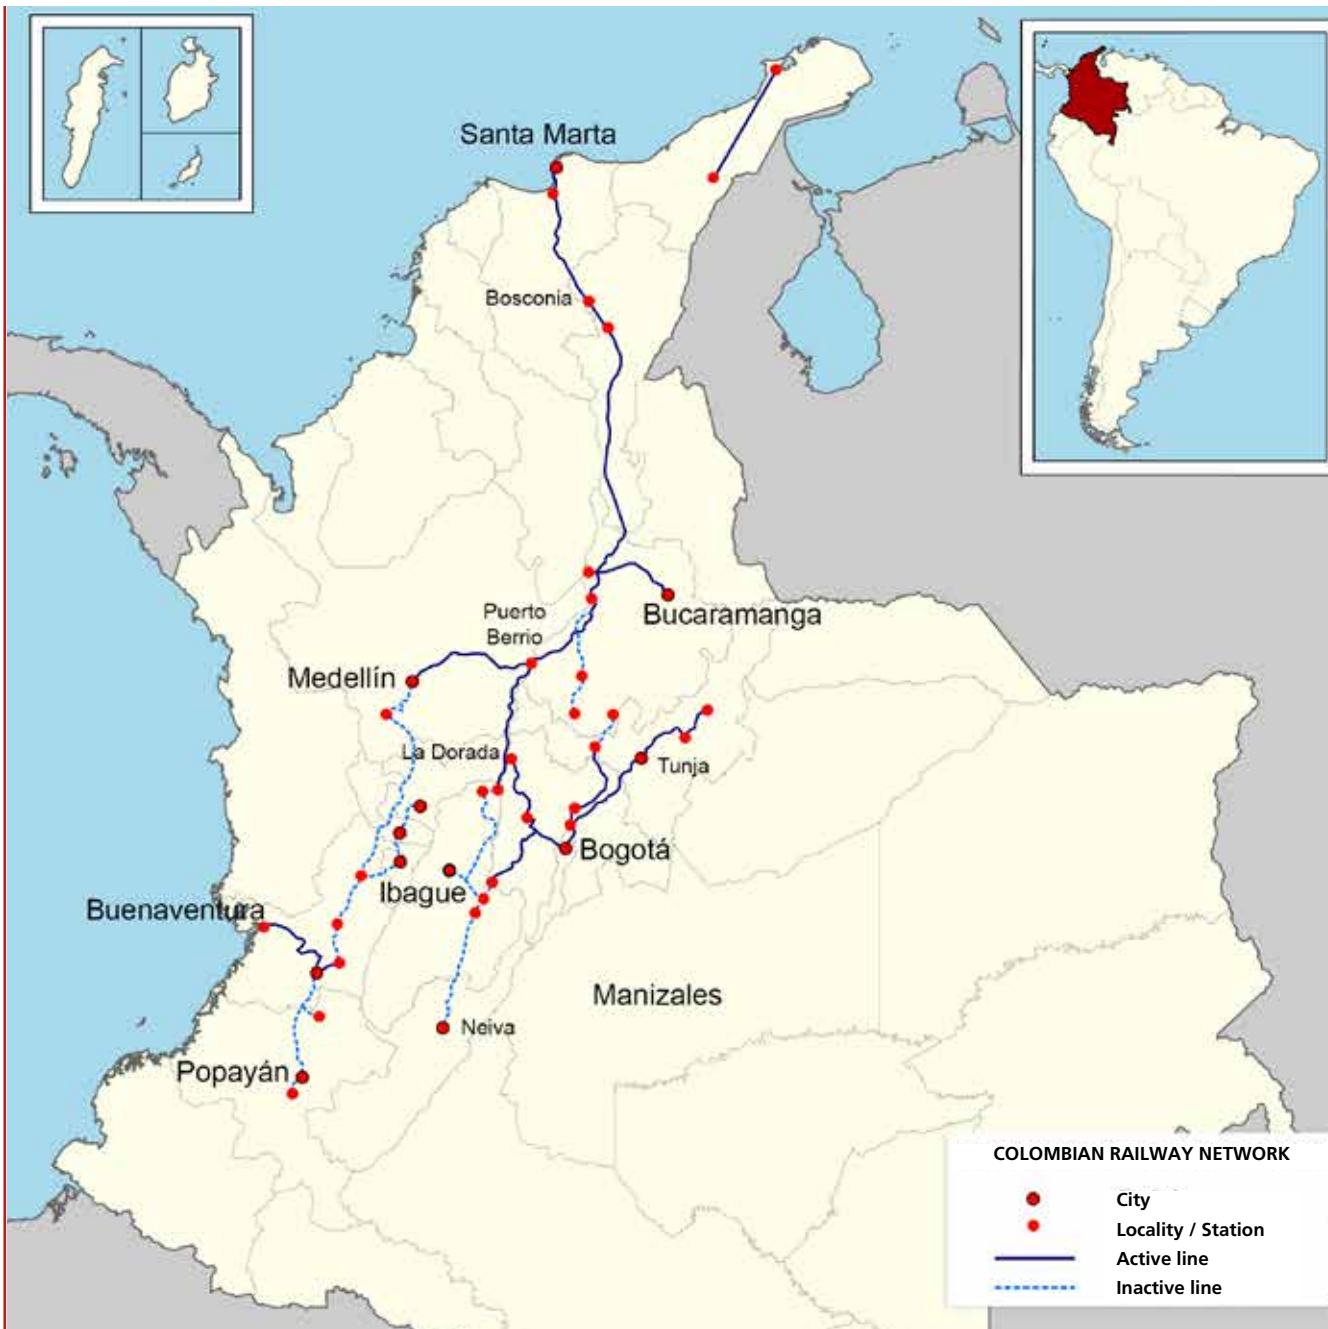 Santa Marta
Bosconia
Puerto
Berrio
Bucaramanga
Medellín
La Dorada
Tunja
Bogotá
Ibague
Buenaventura
Manizales
Neiva
Popayán
COLOMBIAN RAILWAY NETWORK
City
Locality / Station
Active line
Inactive line